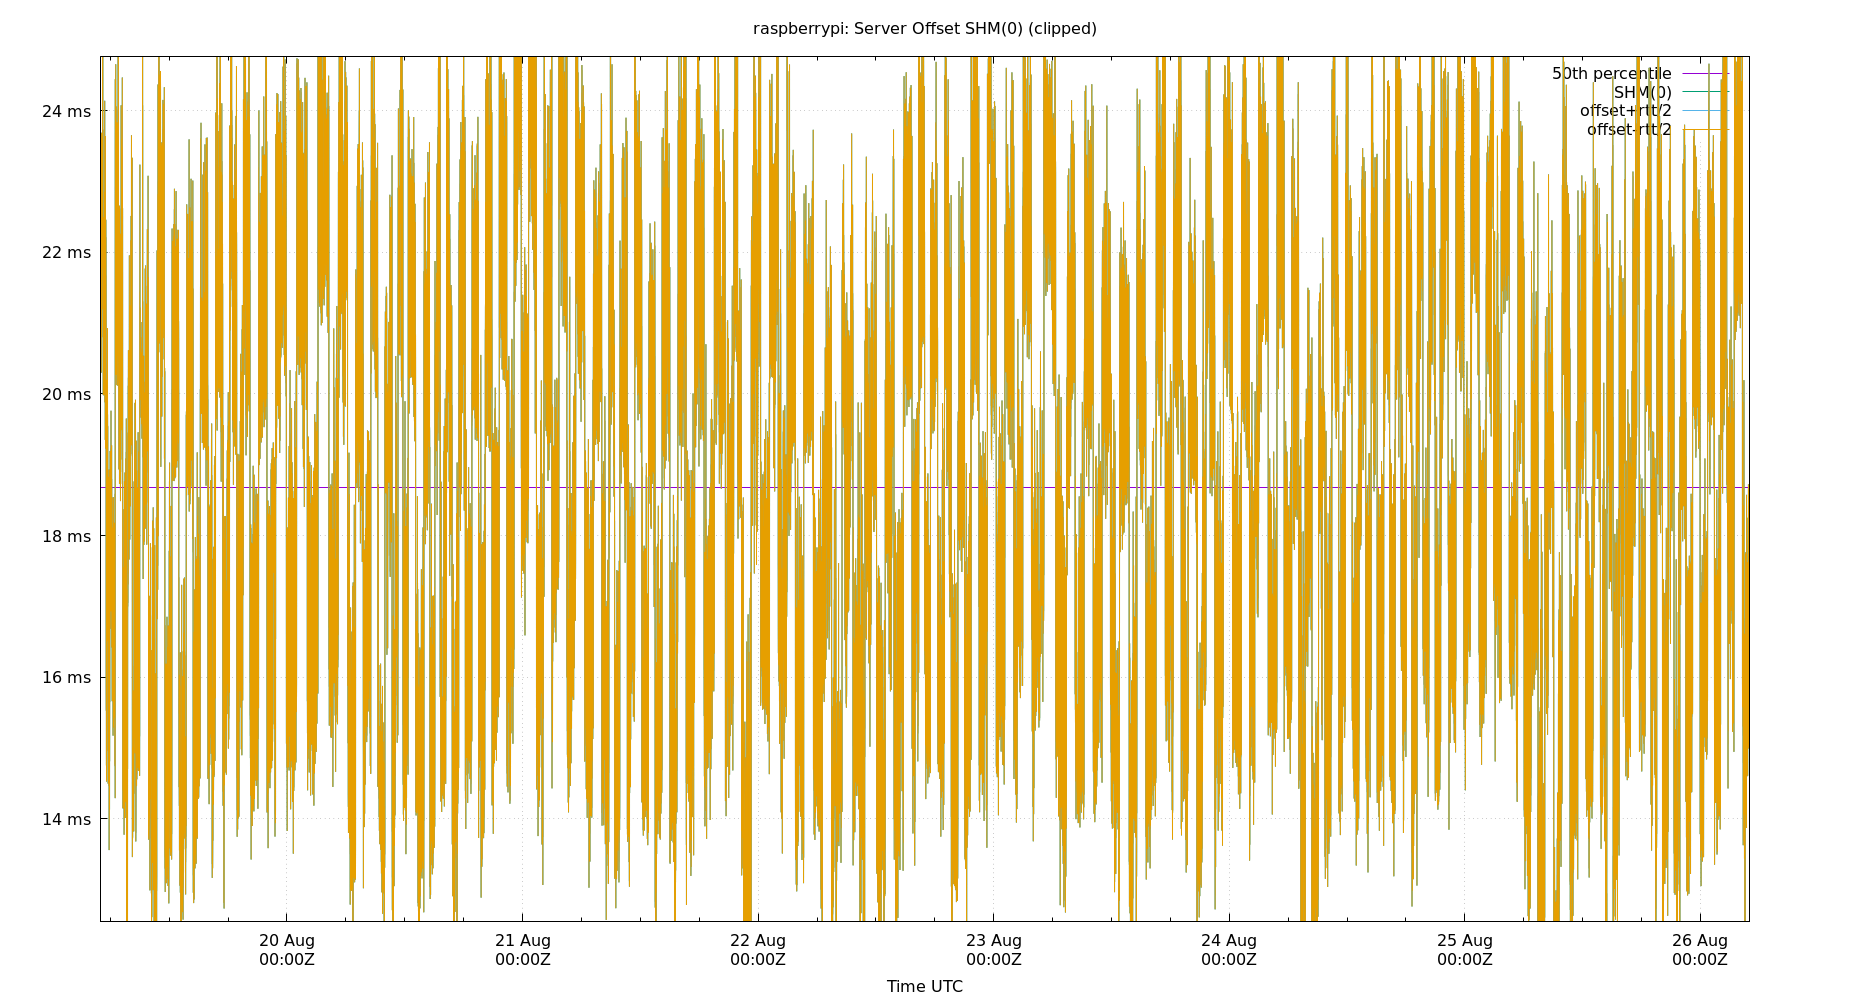 raspberrypi: Server Offset SHM(0) (clipped)
50th percentile
SHM(0)
offset+rtt/2
offset-rtt/2
24 ms
22 ms
20 ms
18 ms
16 ms
14 ms
20 Aug 21 Aug 22 Aug 23 Aug 24 Aug 25 Aug 26 Aug
00:00Z 00:00Z 00:00Z 00:00Z 00:00Z 00:00Z 00:00Z
Time UTC